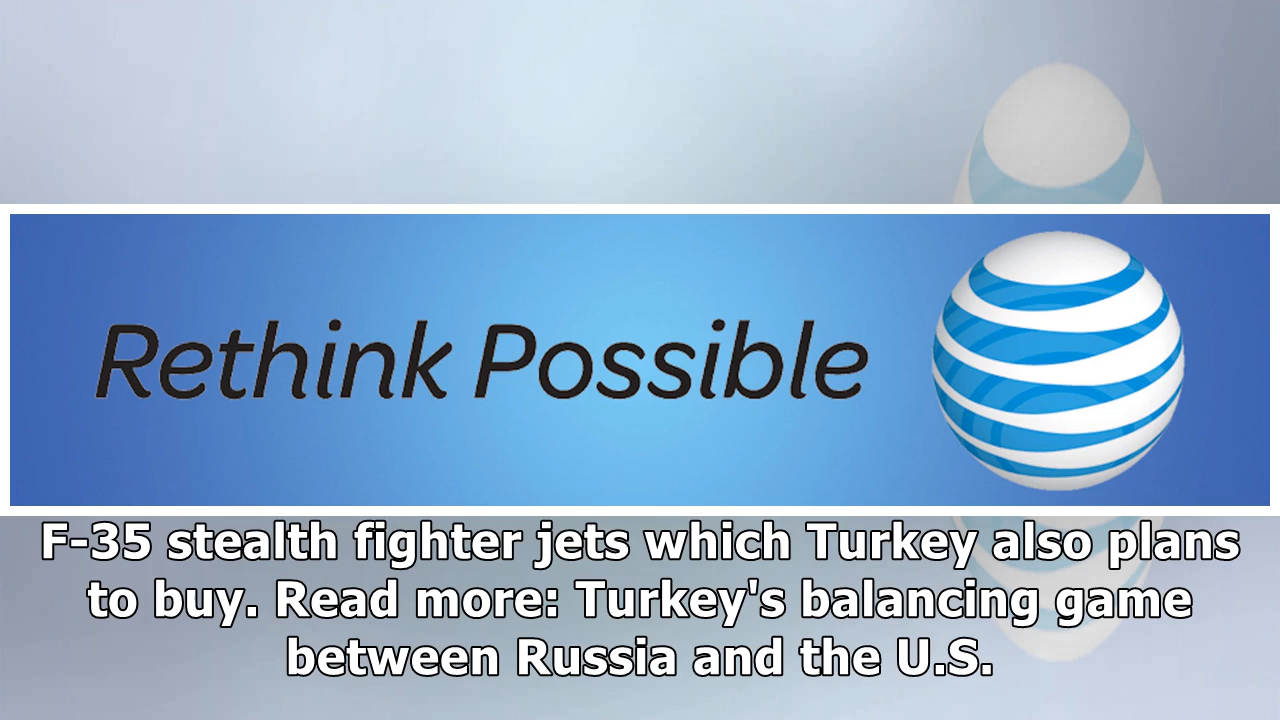 Rethink Possible
F-35 stealth fighter jets which Turkey also plans
to buy. Read more: Turkey's balancing game
between Russia and the U.S.